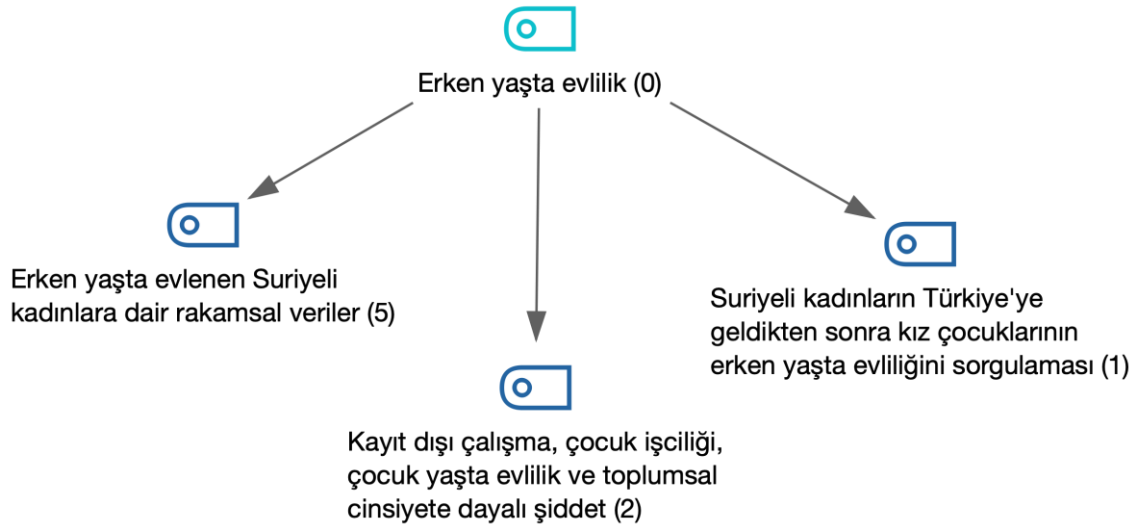 Erken yaşta evlilik (0)
Erken yaşta evlenen Suriyeli
kadınlara dair rakamsal veriler (5)
Suriyeli kadınların Türkiye'ye
geldikten sonra kız çocuklarının
erken yaşta evliliğini sorgulaması (1)
Kayıt dışı çalışma, çocuk işciliği,
çocuk yaşta evlilik ve toplumsal
cinsiyete dayalı şiddet (2)